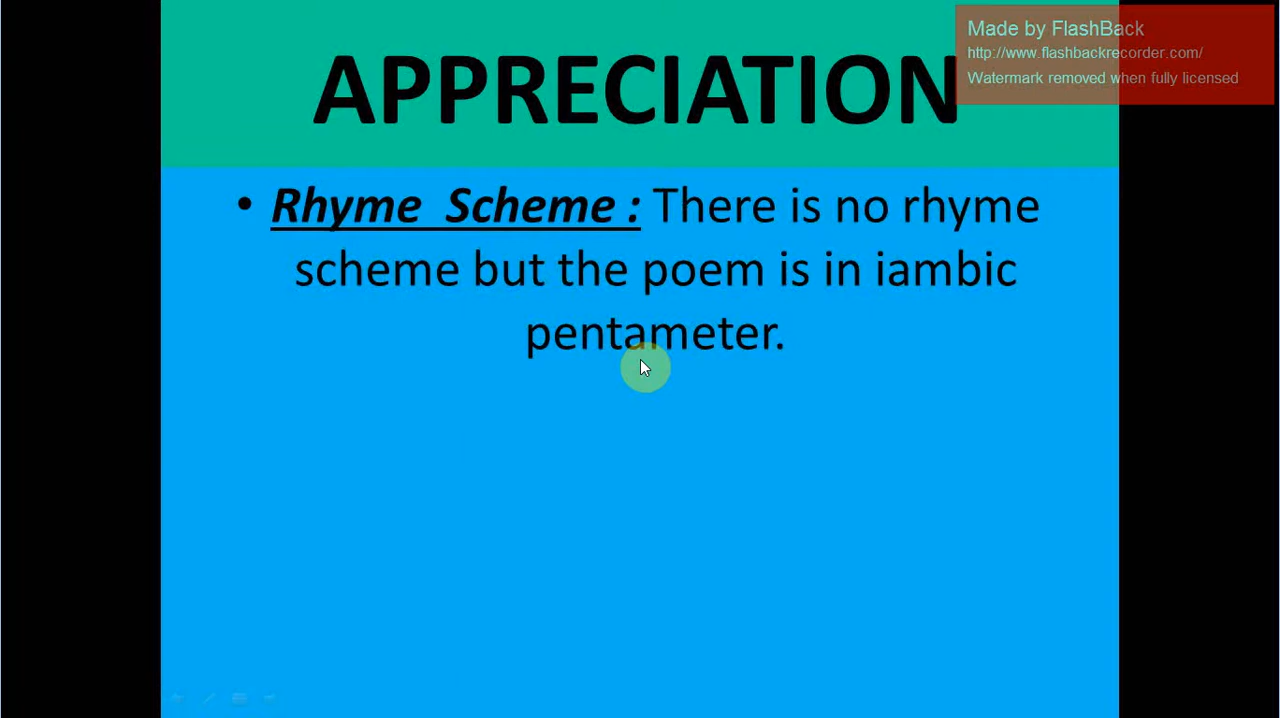 APPRECIATION
Made by FlashBack
http://www.flashbackrecorder.com/
Watermark removed when fully licensed
• Rhyme Scheme : There is no rhyme
scheme but the poem is in iambic
pentameter.